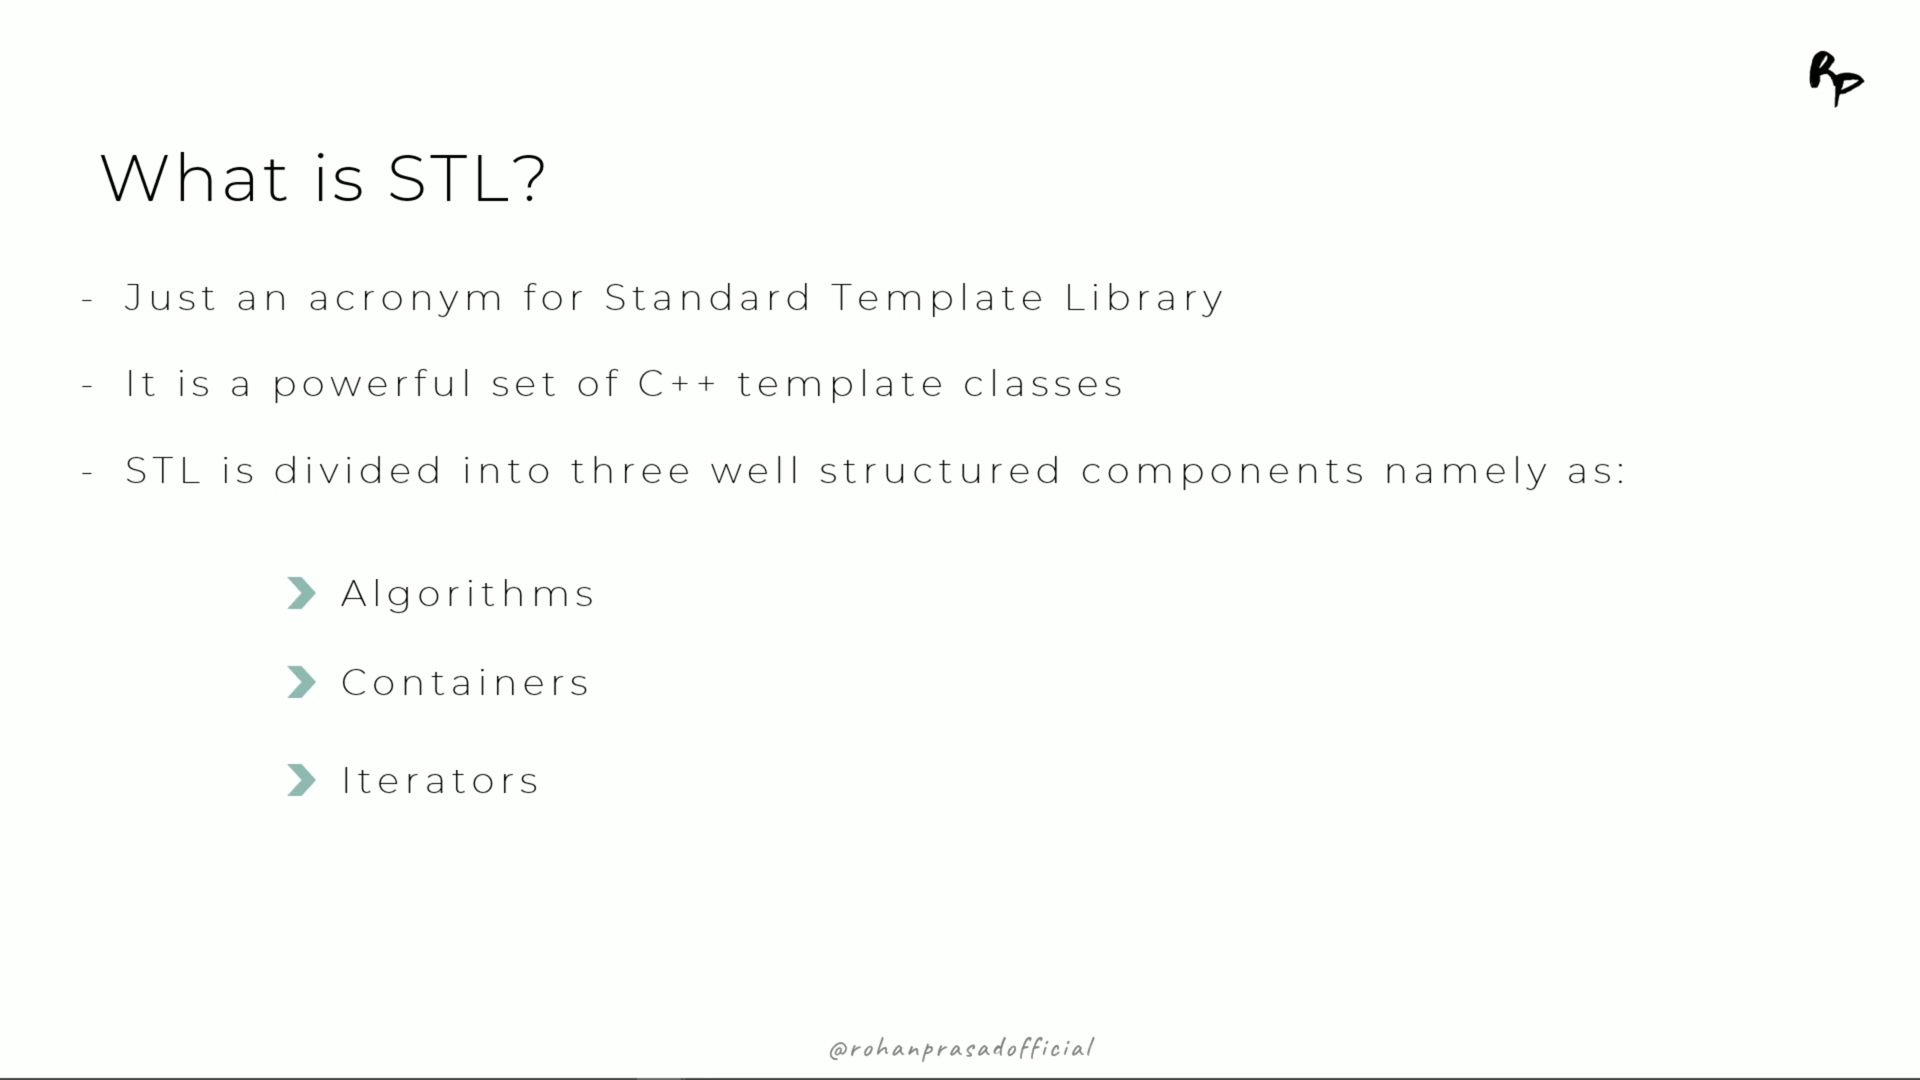 RP
What is STL?
- Just an acronym for Standard Template Library
- It is a powerful set of C++ template classes
- STL is divided into three well structured components namely as:
Algorithms
Containers
Iterators
@rohanprasadofficial